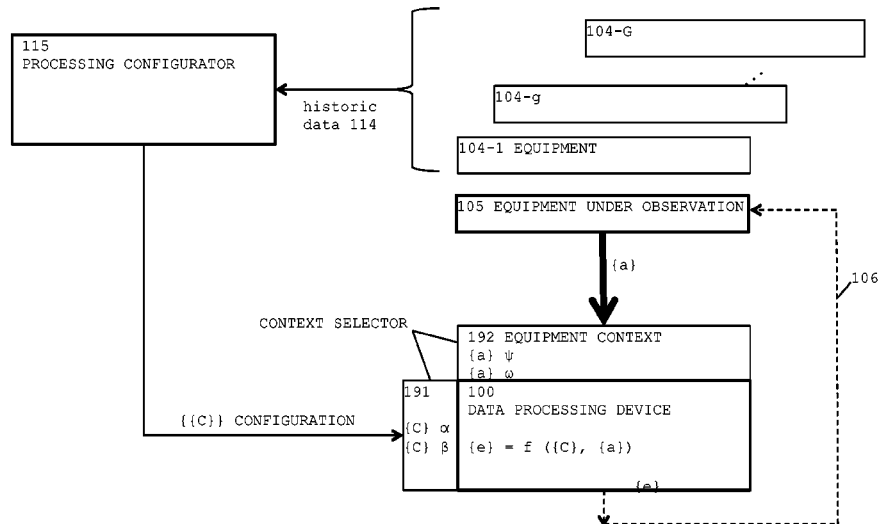 115
PROCESSING CONFIGURATOR
historic
data 114
104-G
...
104-g
104-1 EQUIPMENT
105 EQUIPMENT UNDER OBSERVATION
{a}
106
CONTEXT SELECTOR
192 EQUIPMENT CONTEXT
{a} ψ
{a} ω
{{C}} CONFIGURATION
191
{C} α
{C} β
100
DATA PROCESSING DEVICE
{e} = f ({C}, {a})
{e}